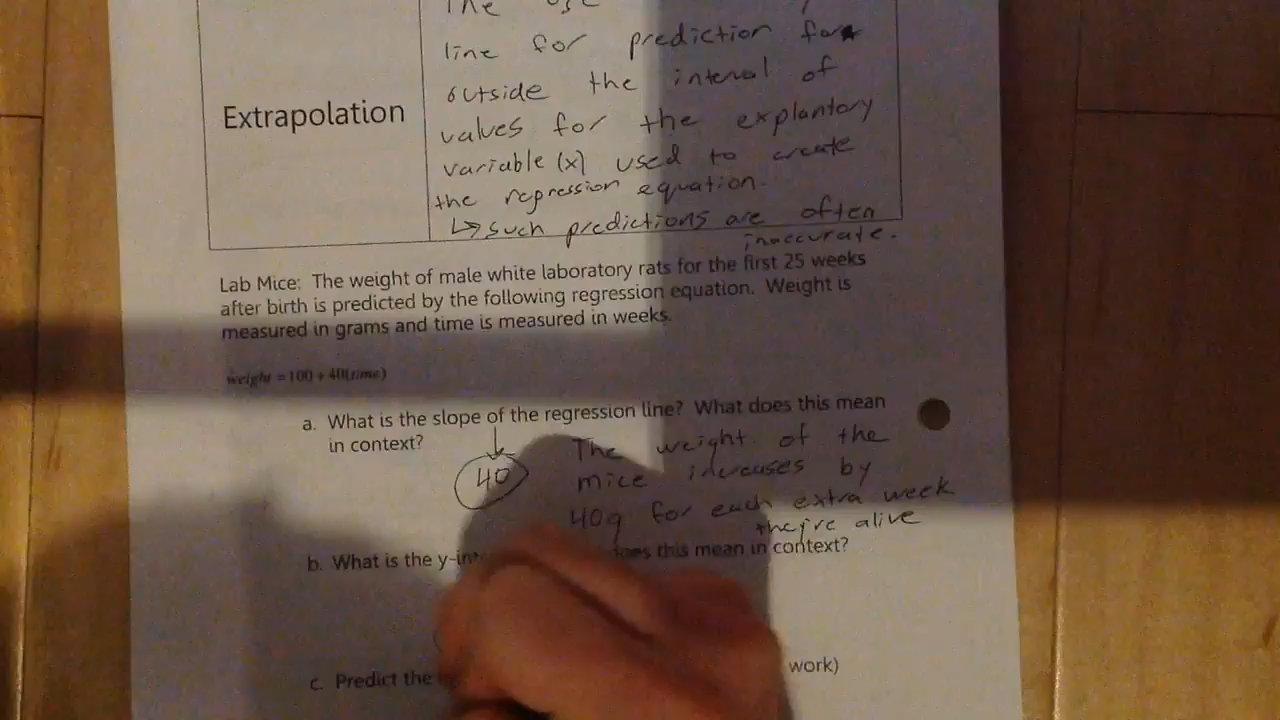 The
line for prediction for
outside the interval of
Extrapolation
values for the explantory
variable (x) used to create
the regression equation.
↳ such predictions are often
inaccurate.
Lab Mice: The weight of male white laboratory rats for the first 25 weeks
after birth is predicted by the following regression equation. Weight is
measured in grams and time is measured in weeks.
weight = 100 + 40(time)
a. What is the slope of the regression line? What does this mean
in context?
40
The weight of the
mice increases by
40g for each extra week
they're alive
b. What is the does this mean in context?
c. Predict the work)